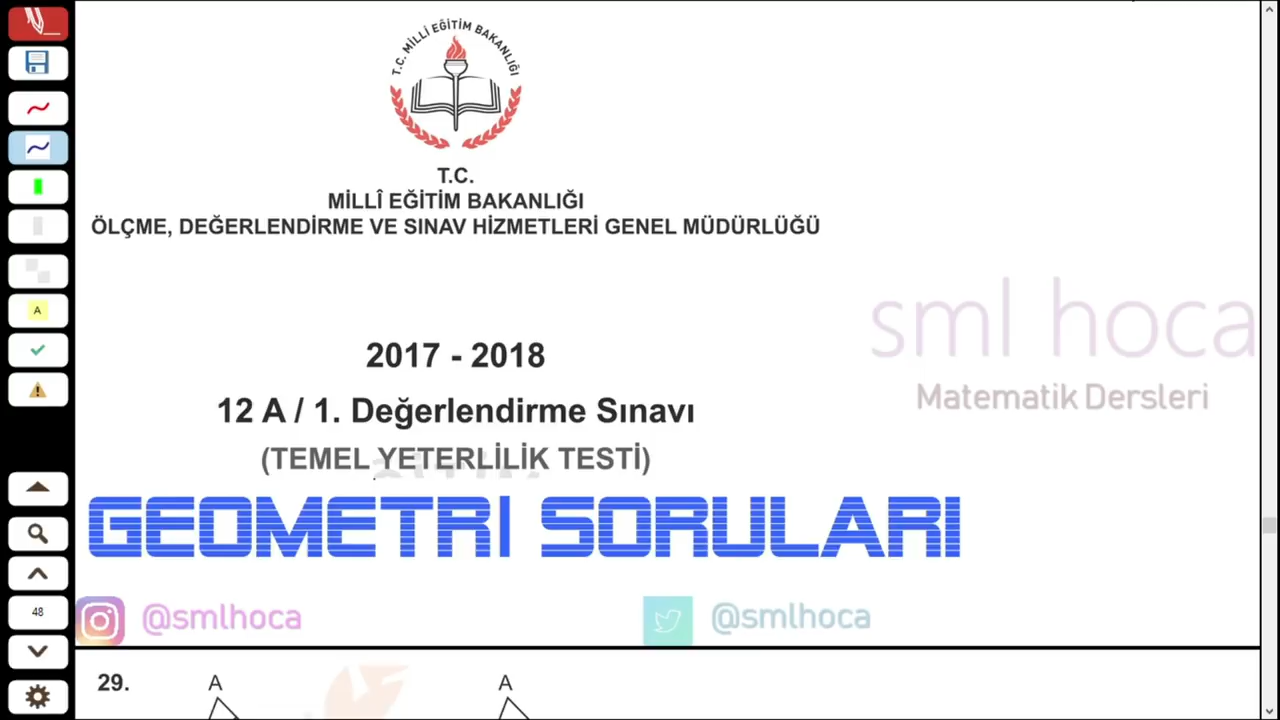 T.C. MİLLÎ EĞİTİM BAKANLIĞI
T.C.
MİLLÎ EĞİTİM BAKANLIĞI
ÖLÇME, DEĞERLENDİRME VE SINAV HİZMETLERİ GENEL MÜDÜRLÜĞÜ
sml hoca
Matematik Dersleri
2017 - 2018
12 A / 1. Değerlendirme Sınavı
(TEMEL YETERLİLİK TESTİ)
GEOMETRİ SORULARI
@smlhoca
@smlhoca
A
48
29.
A
A